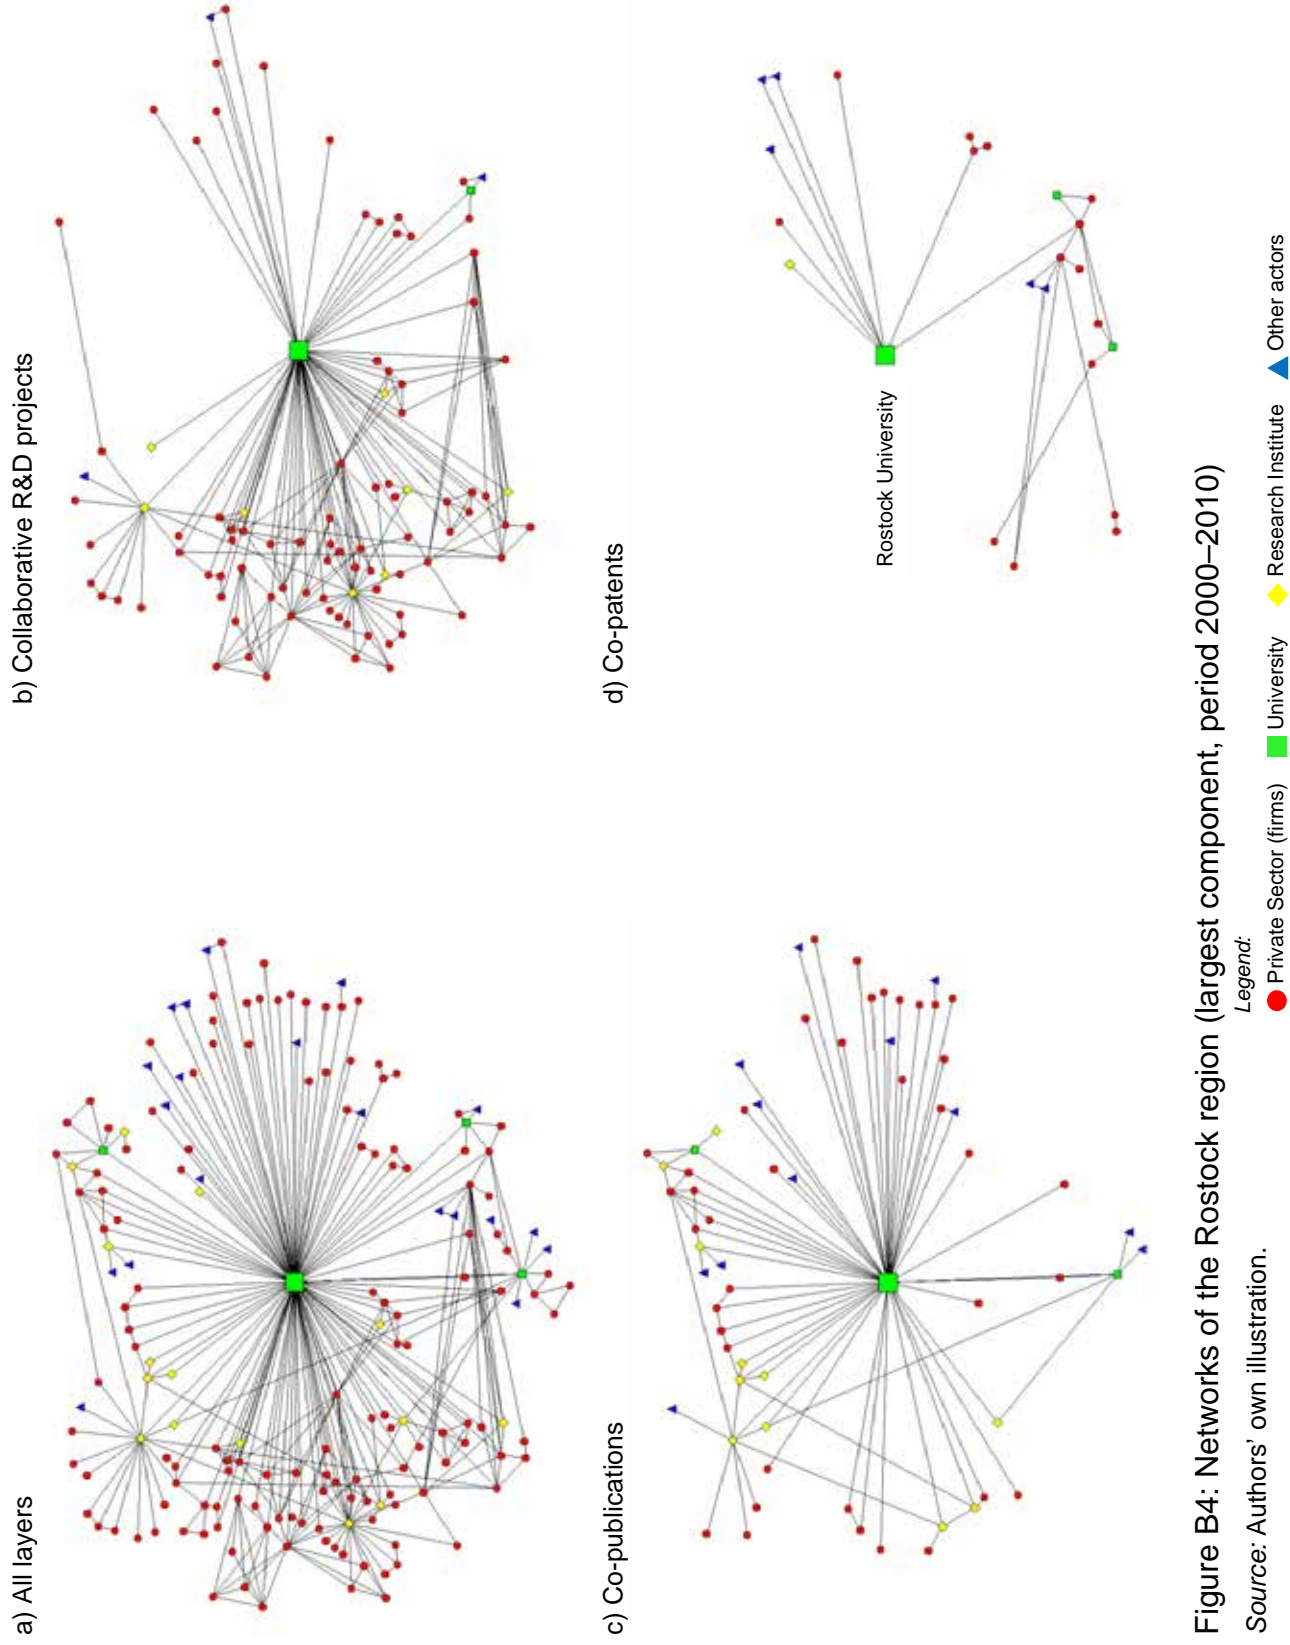 a) All layers
b) Collaborative R&D projects
c) Co-publications
d) Co-patents
Rostock University
Figure B4: Networks of the Rostock region (largest component, period 2000–2010)
Legend:
Private Sector (firms) University Research Institute Other actors
Source: Authors' own illustration.